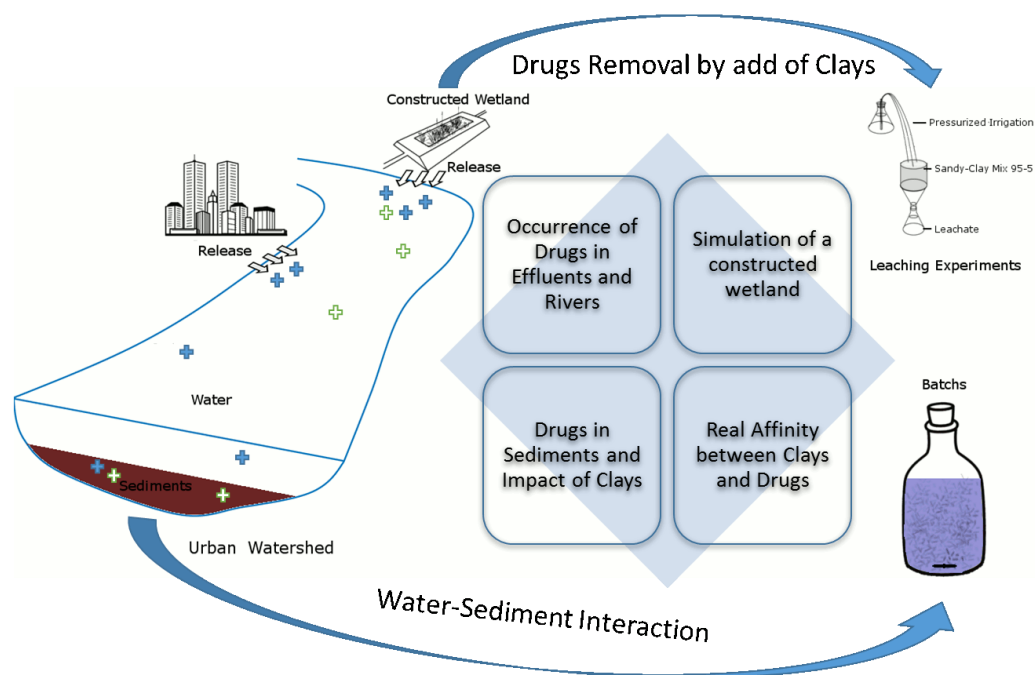 Drugs Removal by add of Clays
Constructed Wetland
Release
Release
Water
Sediments
Urban Watershed
Occurrence of
Drugs in
Effluents and
Rivers
Simulation of a
constructed
wetland
Drugs in
Sediments and
Impact of Clays
Real Affinity
between Clays
and Drugs
Pressurized Irrigation
Sandy-Clay Mix 95-5
Leachate
Leaching Experiments
Batchs
Water-Sediment Interaction